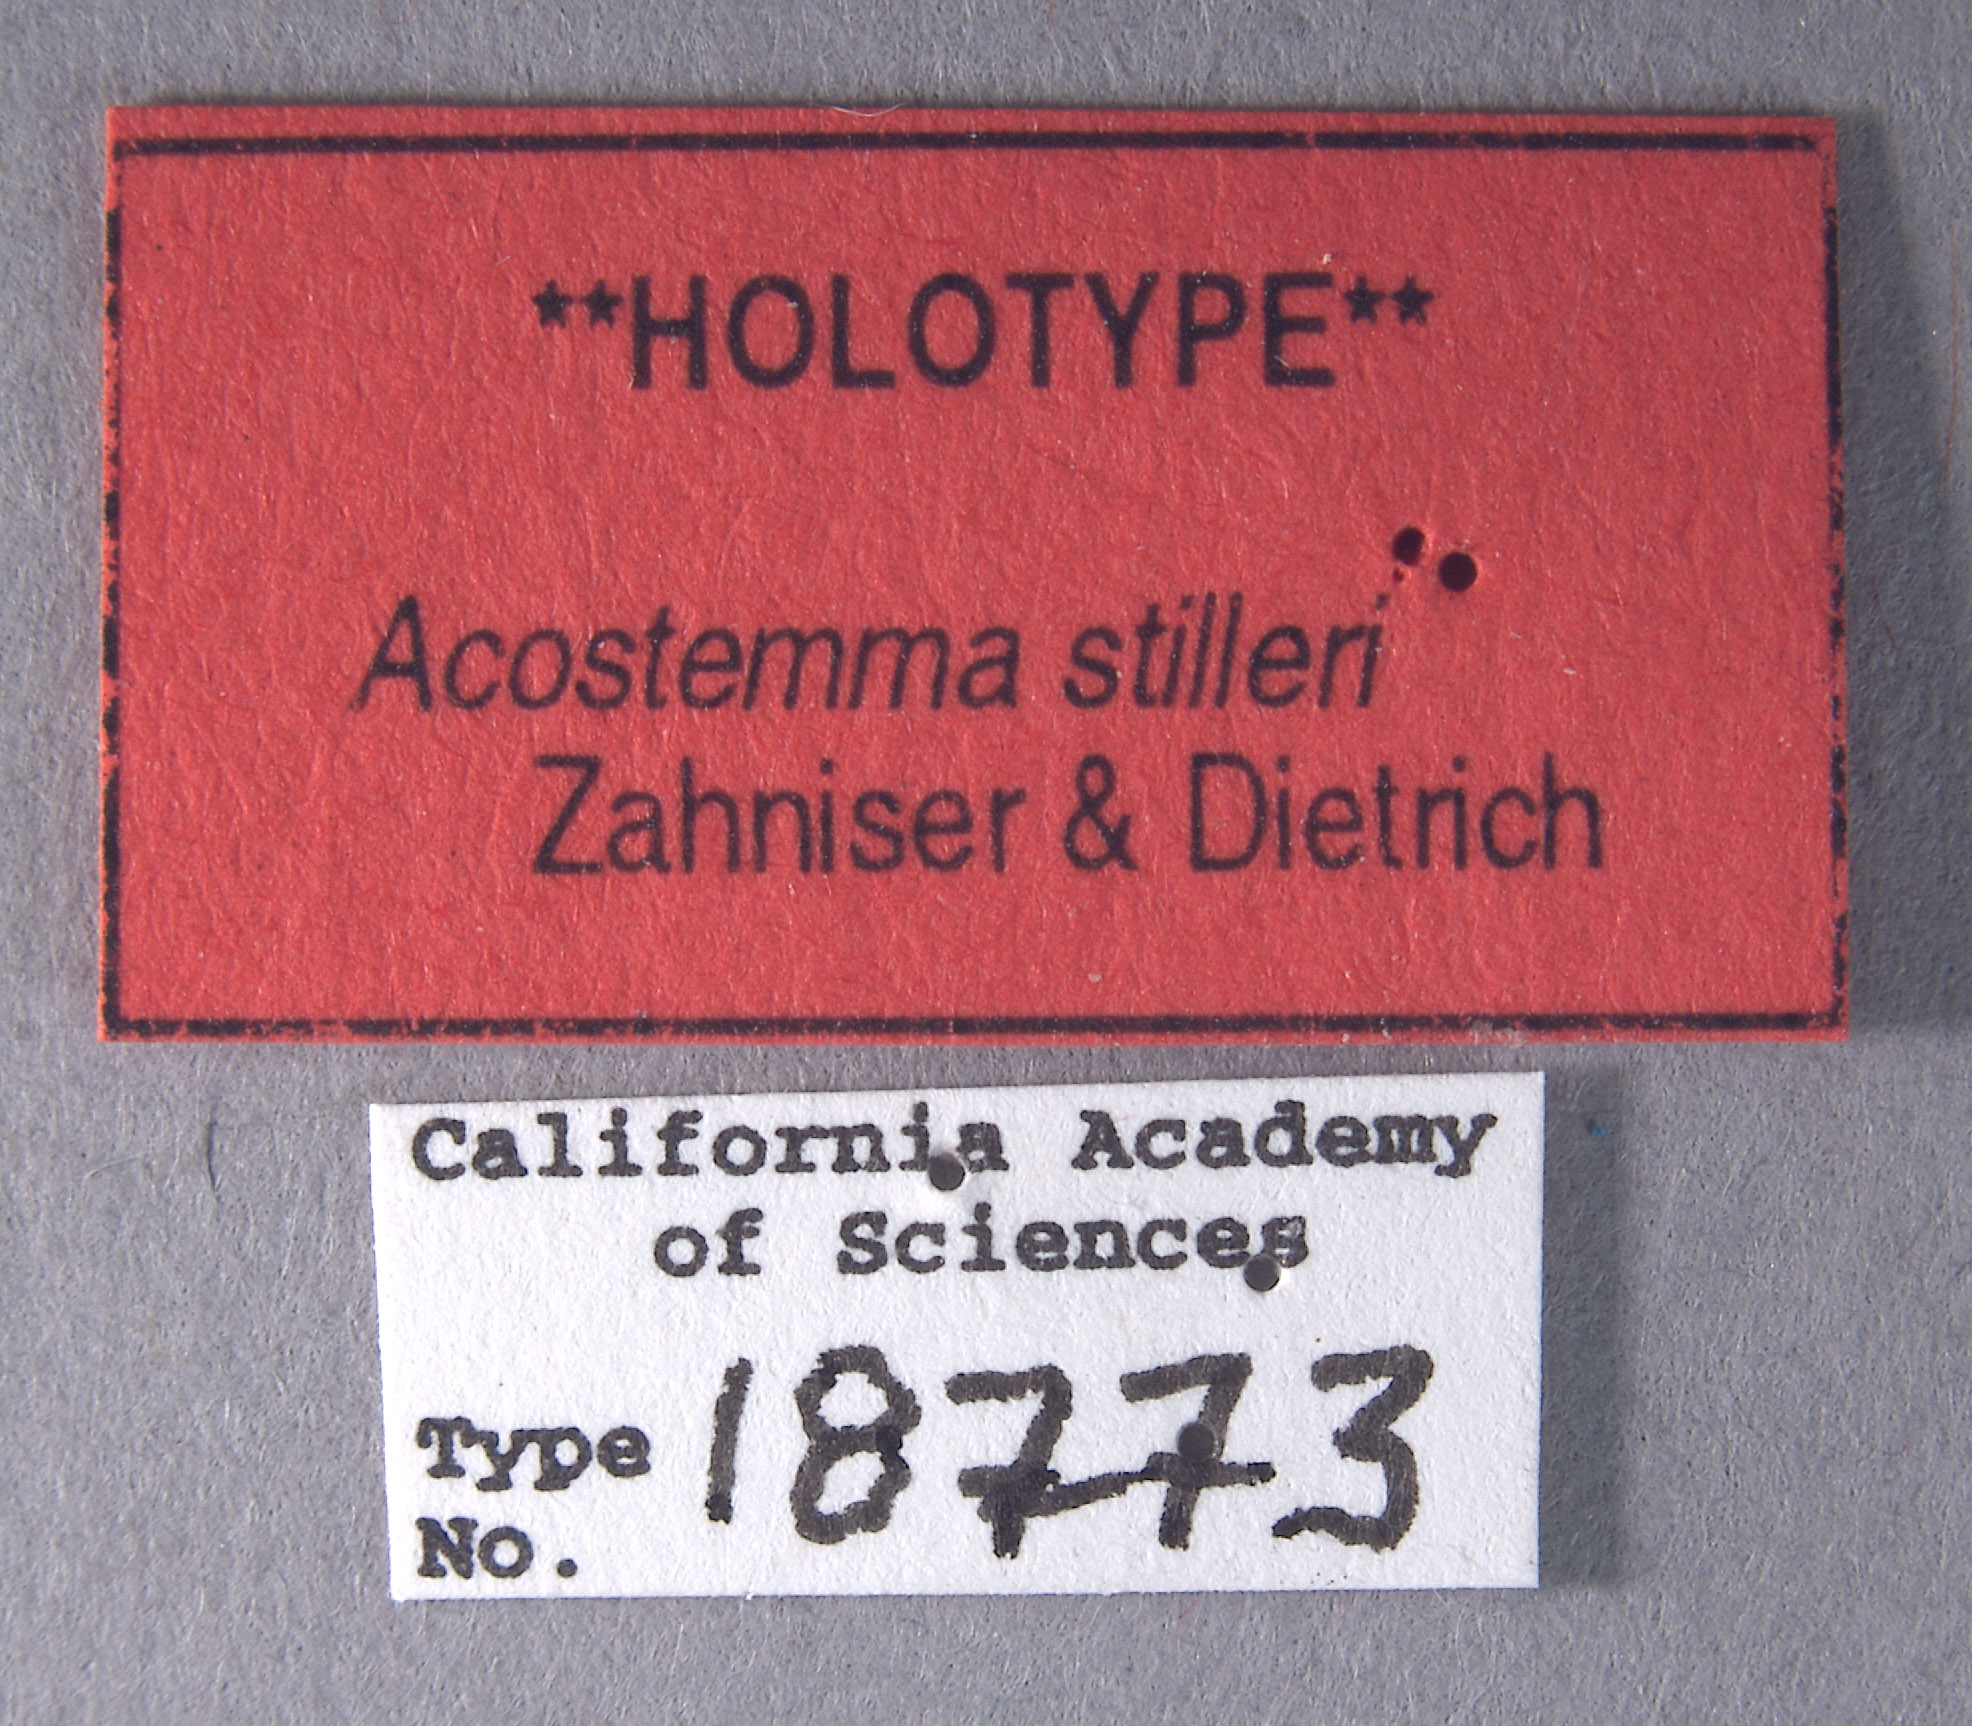 **HOLOTYPE**
Acostemma stilleri
Zahniser & Dietrich
California Academy
of Sciences
Type 18773
No.